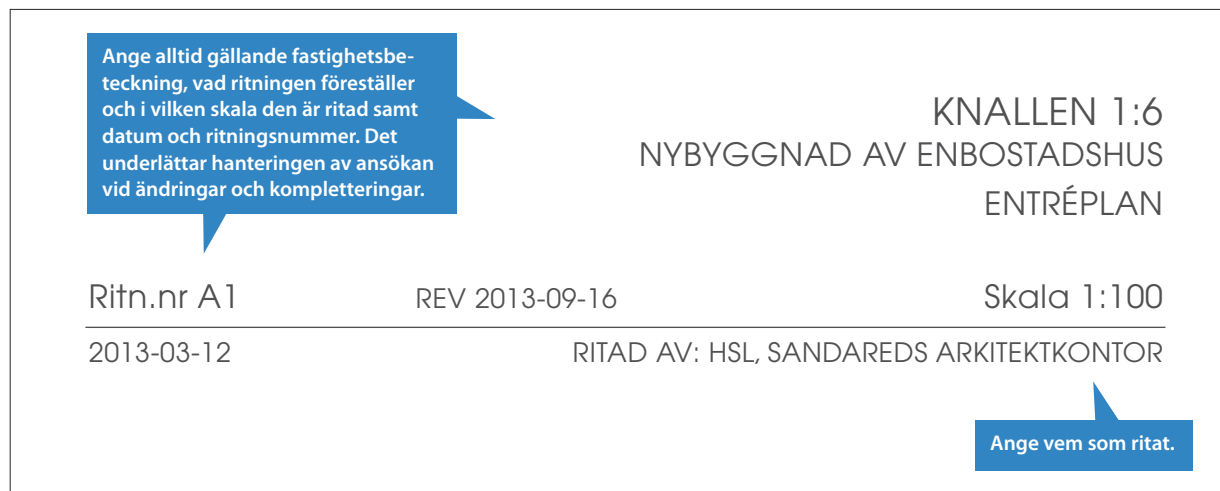 Ange alltid gällande fastighetsbe-
teckning, vad ritningen föreställer
och i vilken skala den är ritad samt
datum och ritningsnummer. Det
underlättar hanteringen av ansökan
vid ändringar och kompletteringar.
KNALLEN 1:6
NYBYGGNAD AV ENBOSTADSHUS
ENTRÉPLAN
Ritn.nr A1 REV 2013-09-16 Skala 1:100
2013-03-12 RITAD AV: HSL, SANDAREDS ARKITEKTKONTOR
Ange vem som ritat.